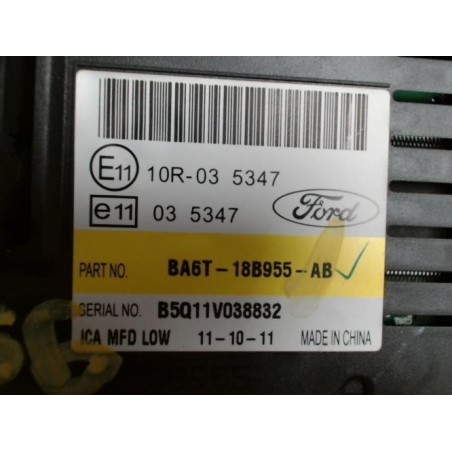 E11 10R-03 5347
e11 03 5347 Ford
PART NO. BA6T-18B955-AB
SERIAL NO. B5Q11V038832
ICA MFD LOW 11-10-11 MADE IN CHINA